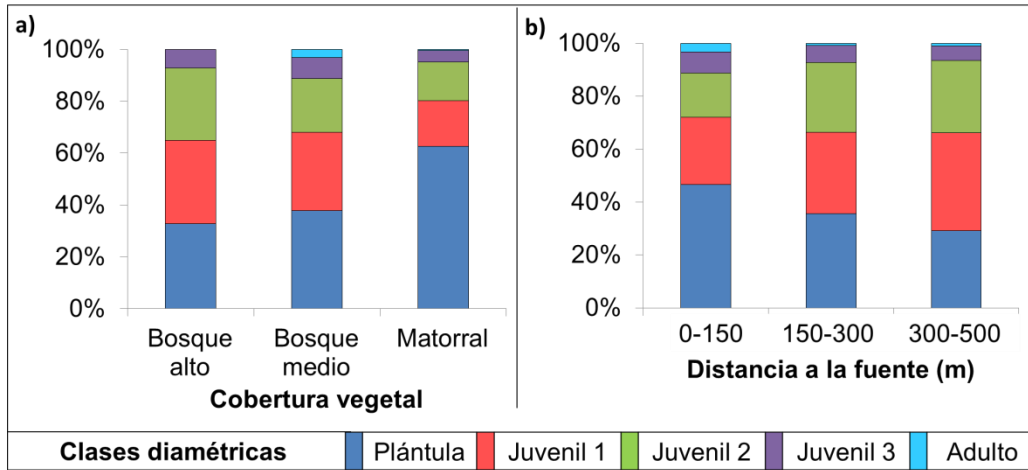 a)
100%
80%
60%
40%
20%
0%
Bosque alto
Bosque medio
Matorral
Cobertura vegetal
b)
100%
80%
60%
40%
20%
0%
0-150 150-300 300-500
Distancia a la fuente (m)
Clases diamétricas Plántula Juvenil 1 Juvenil 2 Juvenil 3 Adulto